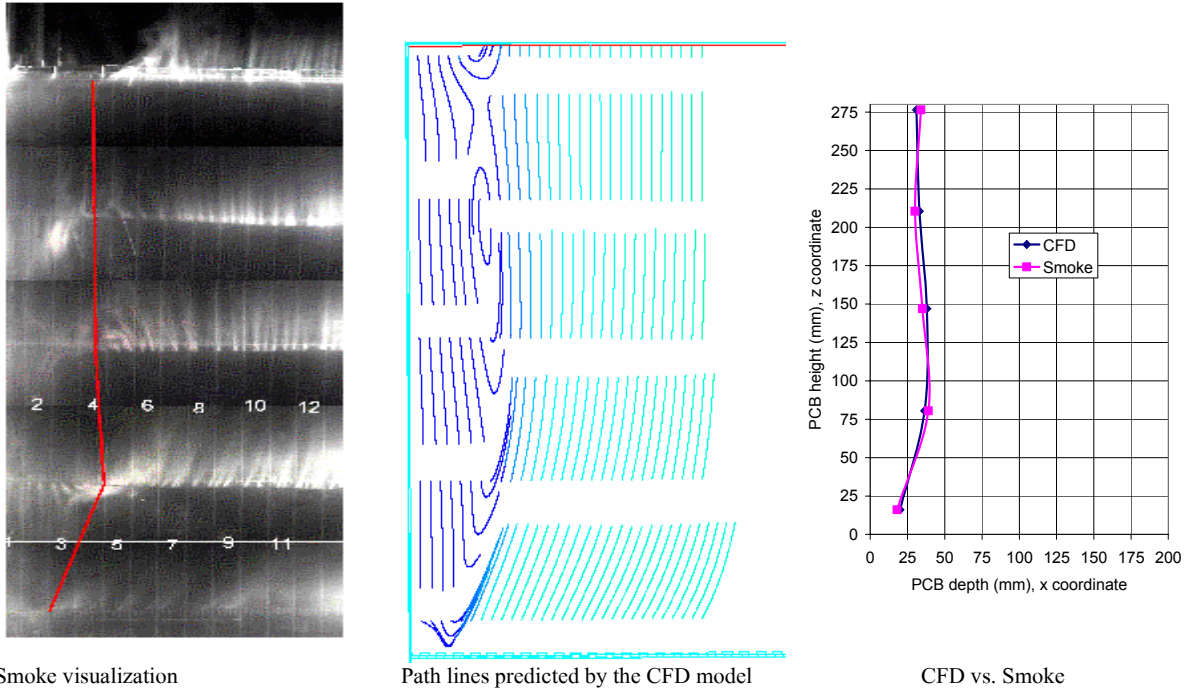 2 4 6 8 10 12
1 3 5 7 9 11
275
250
225
200
175
150
125
100
75
50
25
0
PCB height (mm), z coordinate
CFD
Smoke
0 25 50 75 100 125 150 175 200
PCB depth (mm), x coordinate
Smoke visualization
Path lines predicted by the CFD model
CFD vs. Smoke